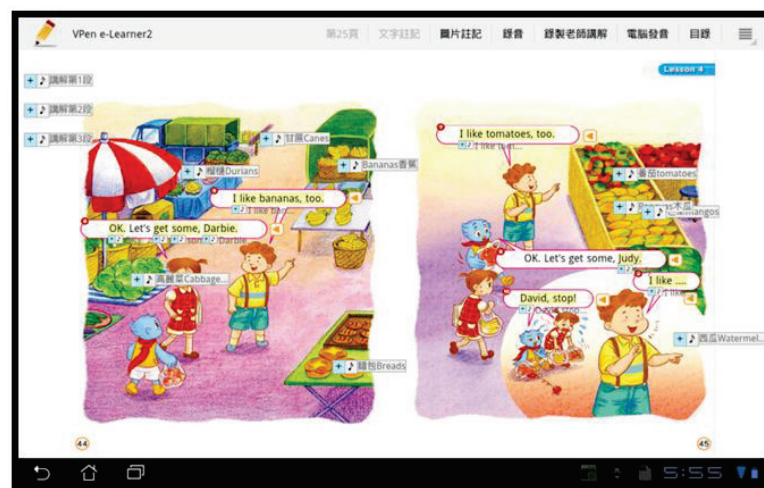 VPen e-Learner2
第25頁 文字註記 圖片註記 錄音 錄製老師講解 電腦發音 目錄
Lesson 4
講解第1段
講解第2段
講解第3段
甘蔗Canes
榴槤Durians
Bananas香蕉
I like bananas, too.
I like ban...
OK. Let's get some, Darbie.
高麗菜Cabbage...
麵包Breads
44
I like tomatoes, too.
番茄tomatoes
木瓜
OK. Let's get some, Judy.
I like ....
I like
David, stop!
西瓜Watermel...
45
5:55